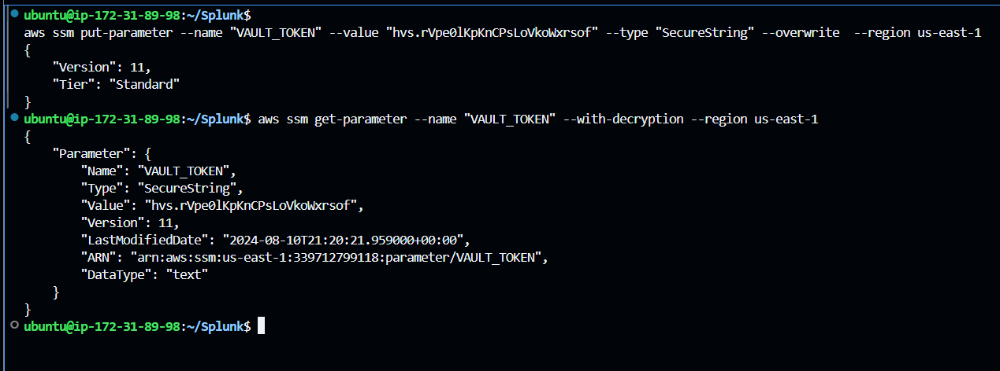 ubuntu@ip-172-31-89-98:~/Splunk$
aws ssm put-parameter --name "VAULT_TOKEN" --value "hvs.rVpe0lKpKnCPsLoVkoWxrsof" --type "SecureString" --overwrite  --region us-east-1
{
    "Version": 11,
    "Tier": "Standard"
}
ubuntu@ip-172-31-89-98:~/Splunk$ aws ssm get-parameter --name "VAULT_TOKEN" --with-decryption --region us-east-1
{
    "Parameter": {
        "Name": "VAULT_TOKEN",
        "Type": "SecureString",
        "Value": "hvs.rVpe0lKpKnCPsLoVkoWxrsof",
        "Version": 11,
        "LastModifiedDate": "2024-08-10T21:20:21.959000+00:00",
        "ARN": "arn:aws:ssm:us-east-1:339712799118:parameter/VAULT_TOKEN",
        "DataType": "text"
    }
}
ubuntu@ip-172-31-89-98:~/Splunk$